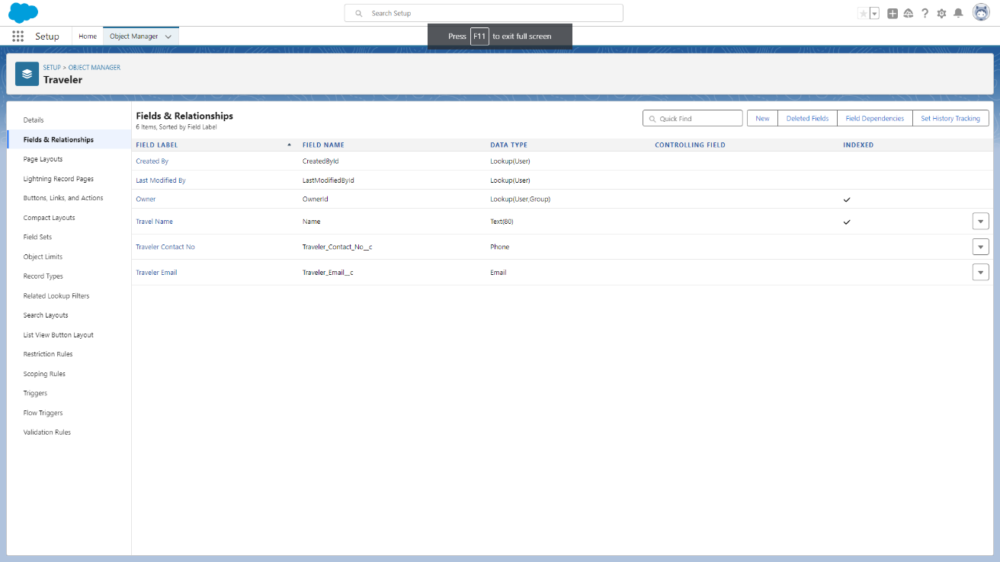 Search Setup
Setup
Home
Object Manager
Press F11 to exit full screen
SETUP > OBJECT MANAGER
Traveler
Details
Fields & Relationships
Page Layouts
Lightning Record Pages
Buttons, Links, and Actions
Compact Layouts
Field Sets
Object Limits
Record Types
Related Lookup Filters
Search Layouts
List View Button Layout
Restriction Rules
Scoping Rules
Triggers
Flow Triggers
Validation Rules
Fields & Relationships
6 Items, Sorted by Field Label
Quick Find
New
Deleted Fields
Field Dependencies
Set History Tracking
FIELD LABEL FIELD NAME DATA TYPE CONTROLLING FIELD INDEXED
Created By CreatedById Lookup(User)
Last Modified By LastModifiedById Lookup(User)
Owner OwnerId Lookup(User,Group)
Travel Name Name Text(80)
Traveler Contact No Traveler_Contact_No__c Phone
Traveler Email Traveler_Email__c Email